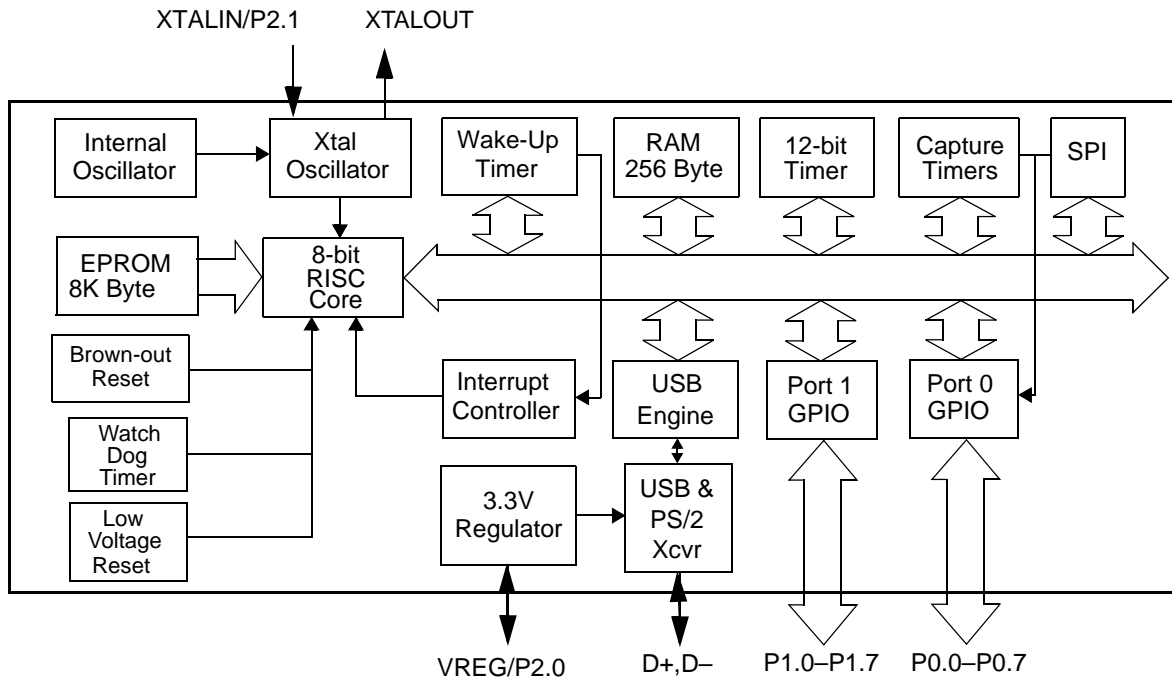 XTALIN/P2.1
XTALOUT
Internal
Oscillator
Xtal
Oscillator
Wake-Up
Timer
RAM
256 Byte
12-bit
Timer
Capture
Timers
SPI
EPROM
8K Byte
8-bit
RISC
Core
Brown-out
Reset
Interrupt
Controller
USB
Engine
Port 1
GPIO
Port 0
GPIO
Watch
Dog
Timer
3.3V
Regulator
USB &
PS/2
Xcvr
Low
Voltage
Reset
VREG/P2.0
D+,D–
P1.0–P1.7
P0.0–P0.7